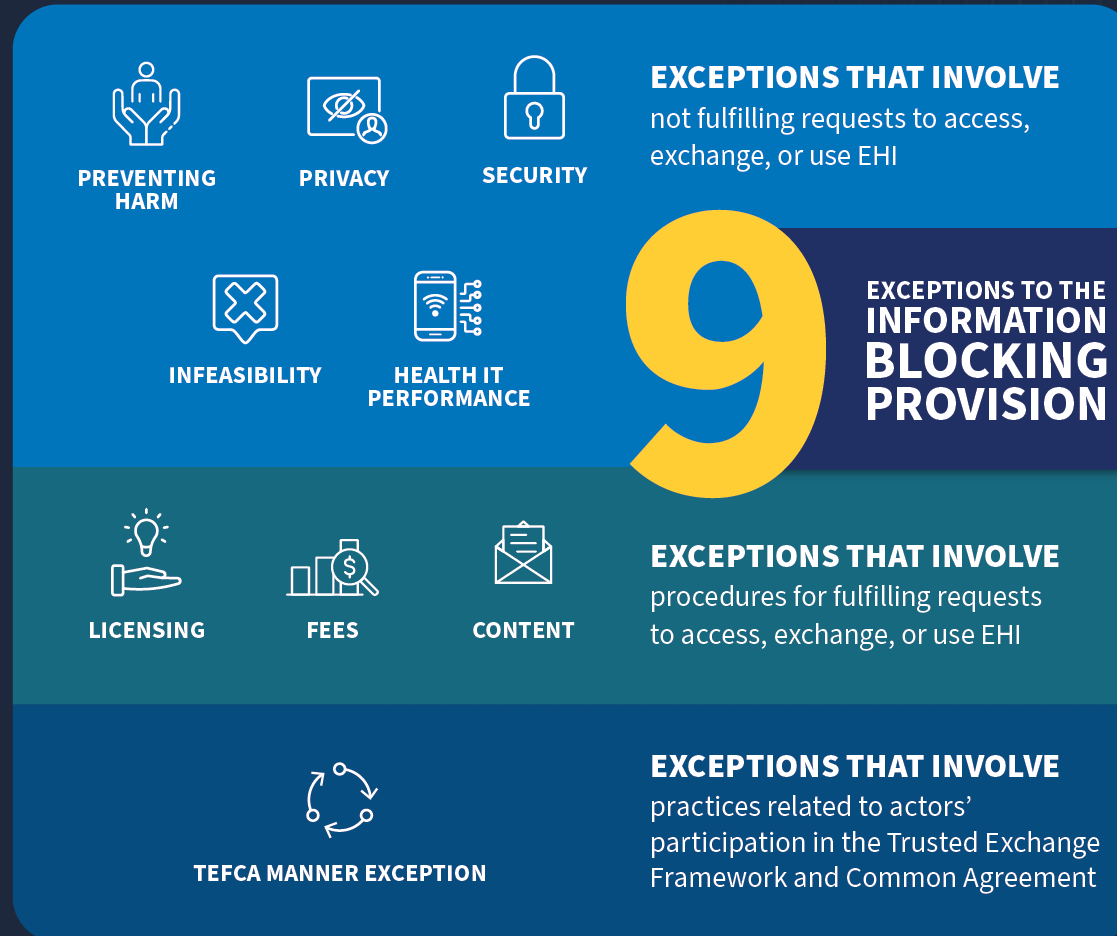 EXCEPTIONS THAT INVOLVE
not fulfilling requests to access,
exchange, or use EHI
PREVENTING
HARM
PRIVACY
SECURITY
INFEASIBILITY
HEALTH IT
PERFORMANCE
9
EXCEPTIONS TO THE
INFORMATION
BLOCKING
PROVISION
EXCEPTIONS THAT INVOLVE
procedures for fulfilling requests
to access, exchange, or use EHI
$
LICENSING
FEES
CONTENT
EXCEPTIONS THAT INVOLVE
practices related to actors’
participation in the Trusted Exchange
Framework and Common Agreement
TEFCA MANNER EXCEPTION